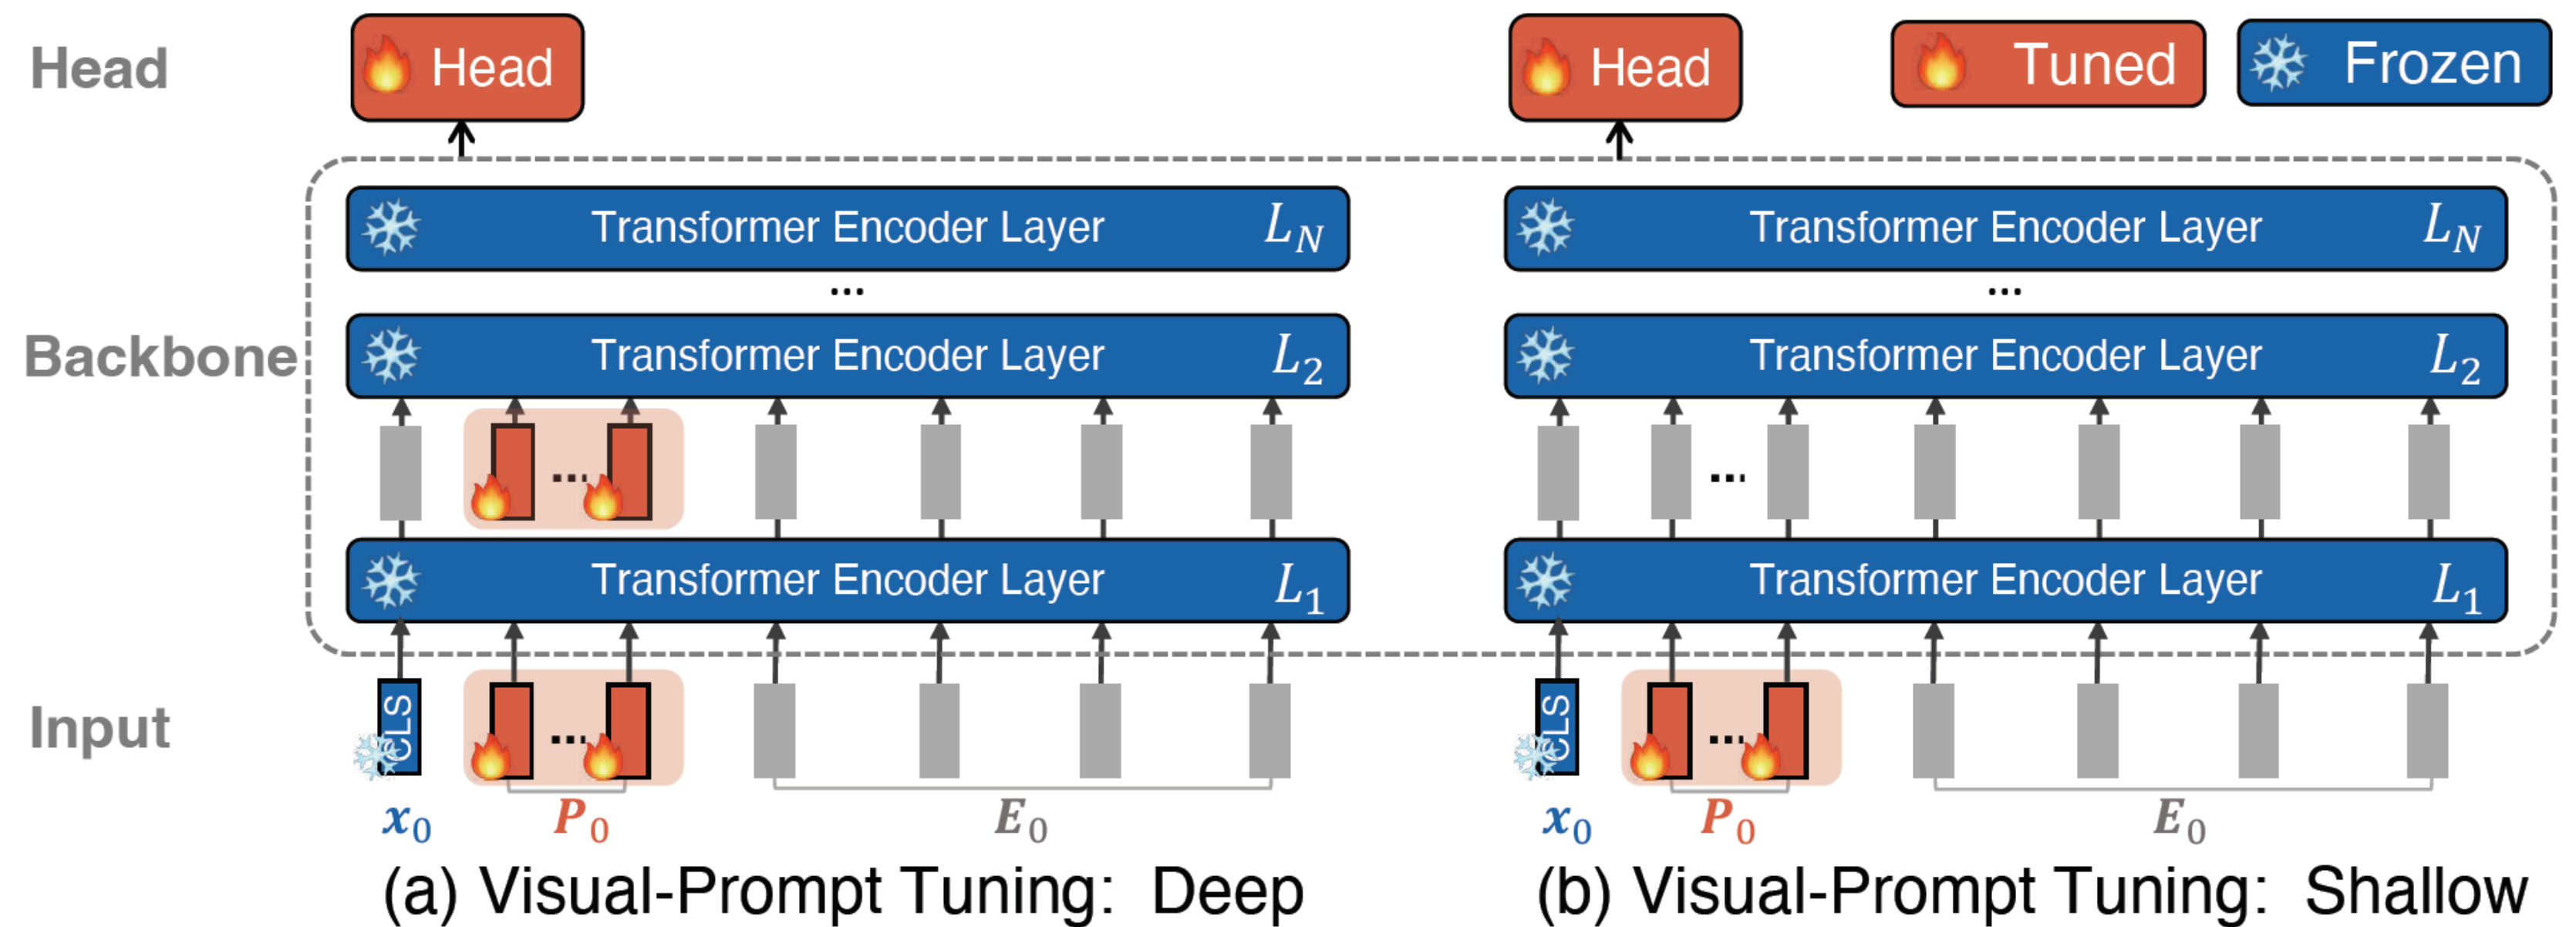 Head
Head
Head
Tuned
Frozen
Backbone
Transformer Encoder Layer L_N
Transformer Encoder Layer L_N
...
...
Transformer Encoder Layer L_2
Transformer Encoder Layer L_2
...
...
Transformer Encoder Layer L_1
Transformer Encoder Layer L_1
Input
CLS
...
CLS
...
x_0
P_0
E_0
x_0
P_0
E_0
(a) Visual-Prompt Tuning: Deep
(b) Visual-Prompt Tuning: Shallow